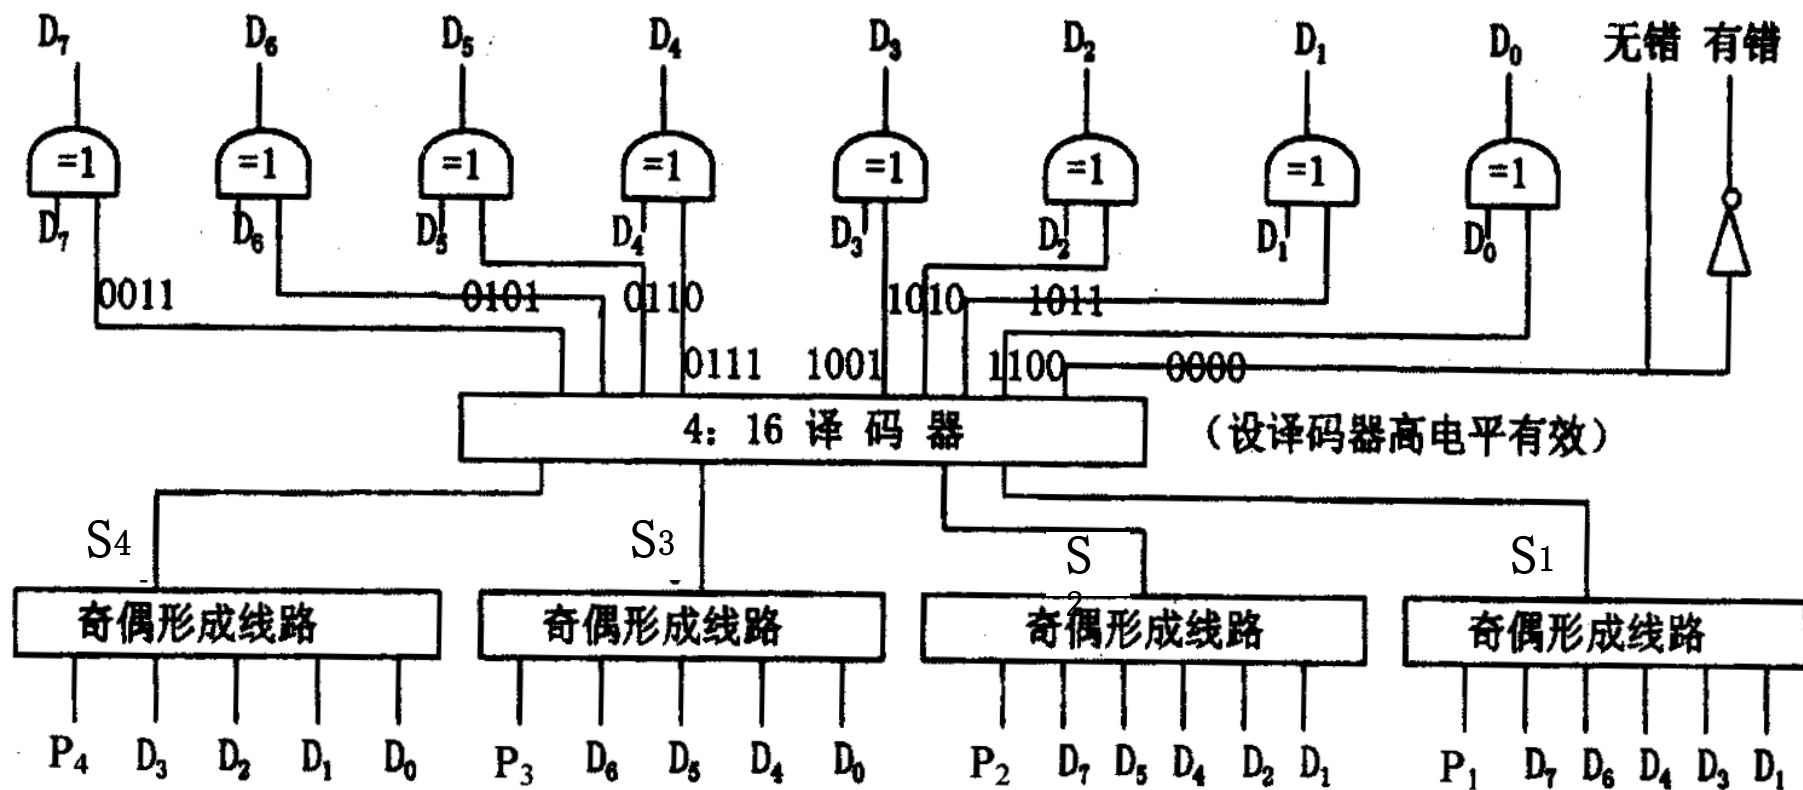 D7 D6 D5 D4 D3 D2 D1 D0 无错 有错
=1 =1 =1 =1 =1 =1 =1 =1
D7 D6 D5 D4 D3 D2 D1 D0
0011 0101 0110 1010 1011
0111 1001 1100 0000
4: 16 译码器 (设译码器高电平有效)
S4 S3 S2 S1
奇偶形成线路 奇偶形成线路 奇偶形成线路 奇偶形成线路
P4 D3 D2 D1 D0 P3 D6 D5 D4 D0 P2 D7 D5 D4 D2 D1 P1 D7 D6 D4 D3 D1